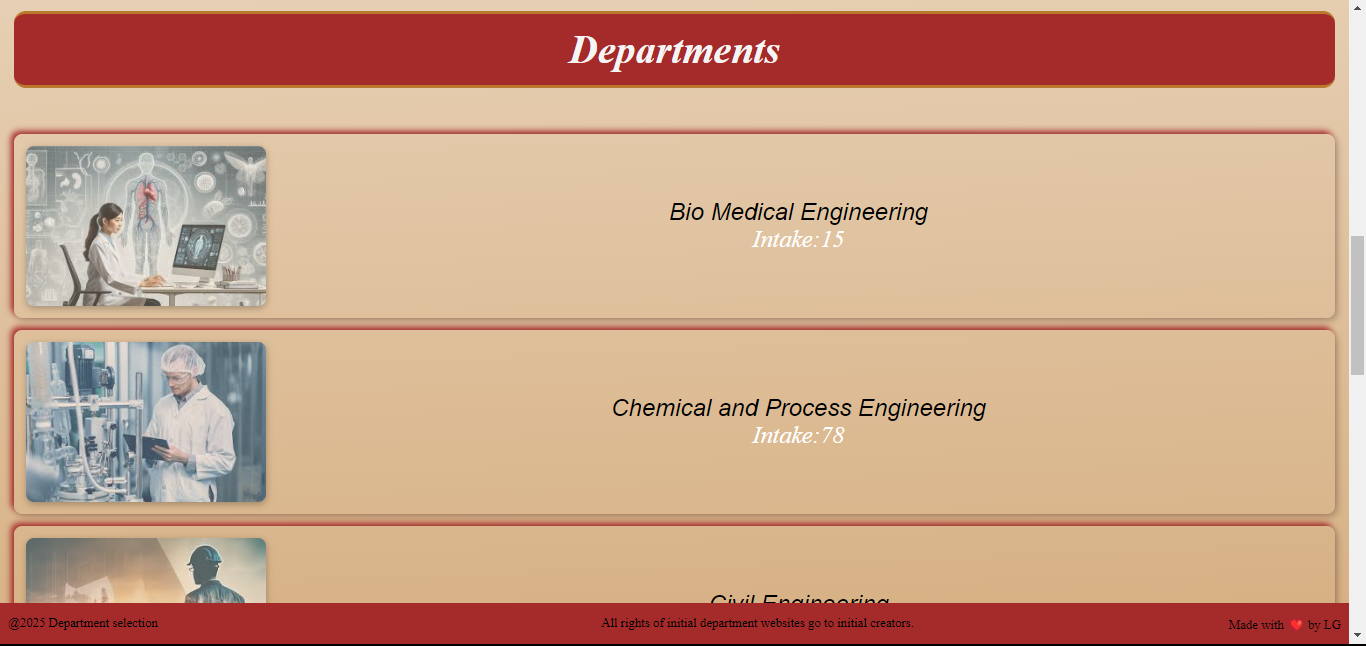 Departments
Bio Medical Engineering
Intake:15
Chemical and Process Engineering
Intake:78
Civil Engineering
@2025 Department selection
All rights of initial department websites go to initial creators.
Made with ❤️ by LG